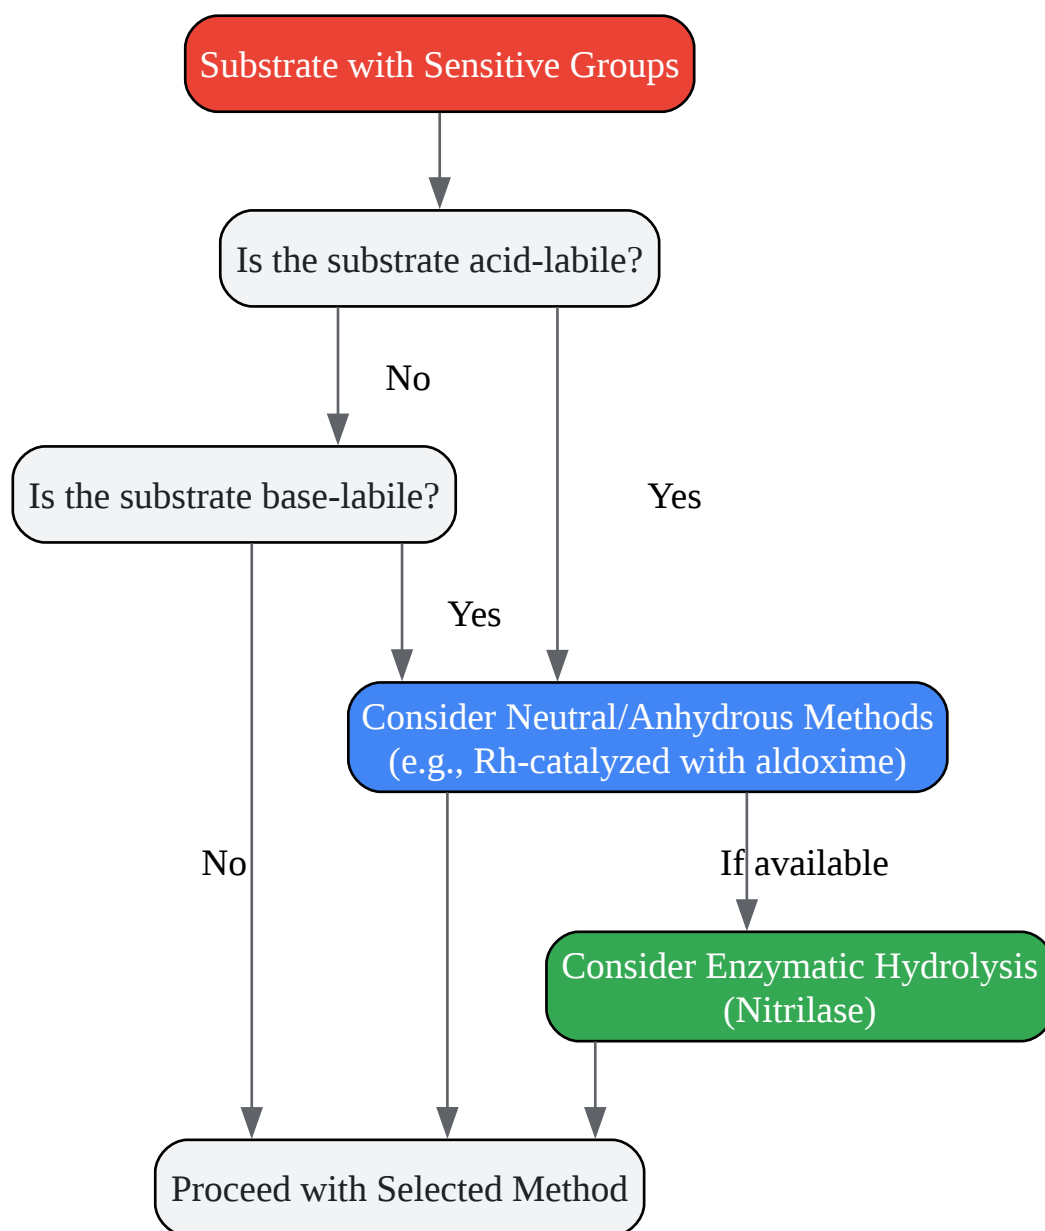 Substrate with Sensitive Groups
Is the substrate acid-labile?
No
Is the substrate base-labile?
Yes
Yes
Consider Neutral/Anhydrous Methods
(e.g., Rh-catalyzed with aldoxime)
No
If available
Consider Enzymatic Hydrolysis
(Nitrilase)
Proceed with Selected Method